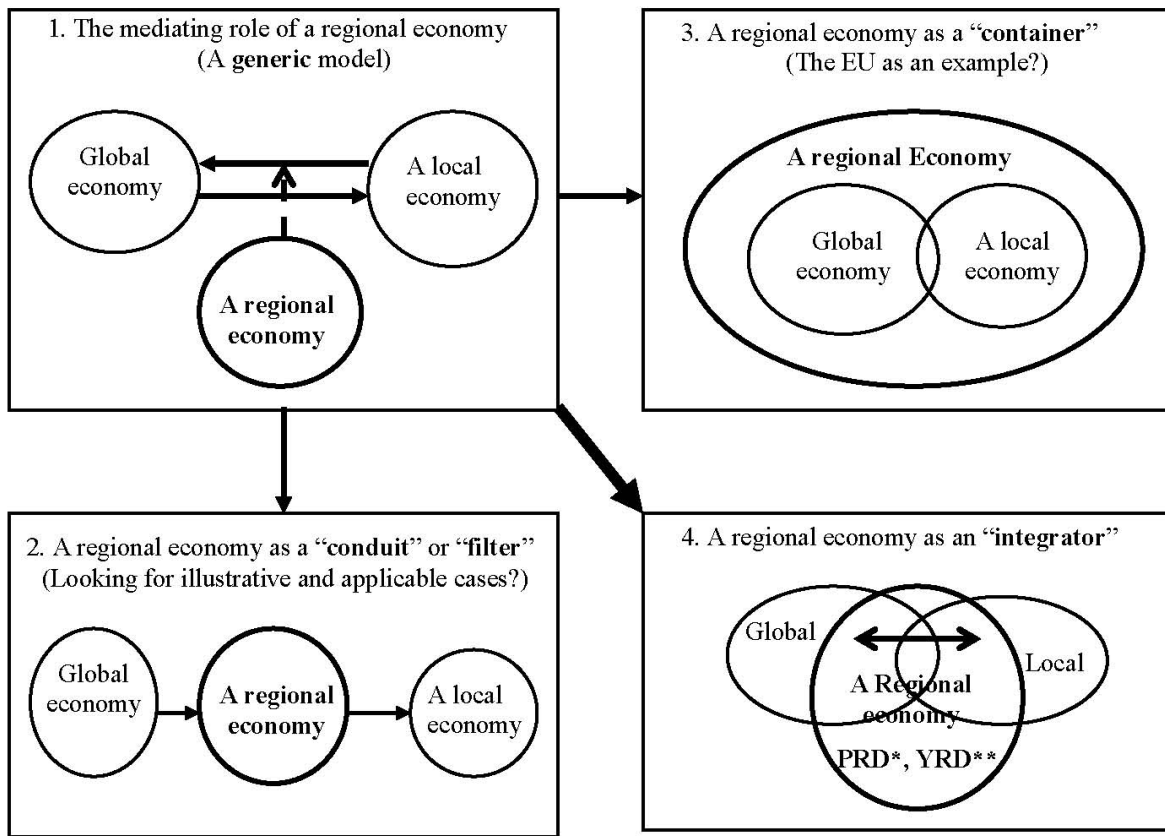 1. The mediating role of a regional economy
(A generic model)
Global
economy
A local
economy
A regional
economy
3. A regional economy as a “container”
(The EU as an example?)
A regional Economy
Global
economy
A local
economy
2. A regional economy as a “conduit” or “filter”
(Looking for illustrative and applicable cases?)
Global
economy
A regional
economy
A local
economy
4. A regional economy as an “integrator”
Global
Local
A Regional
economy
PRD*, YRD**